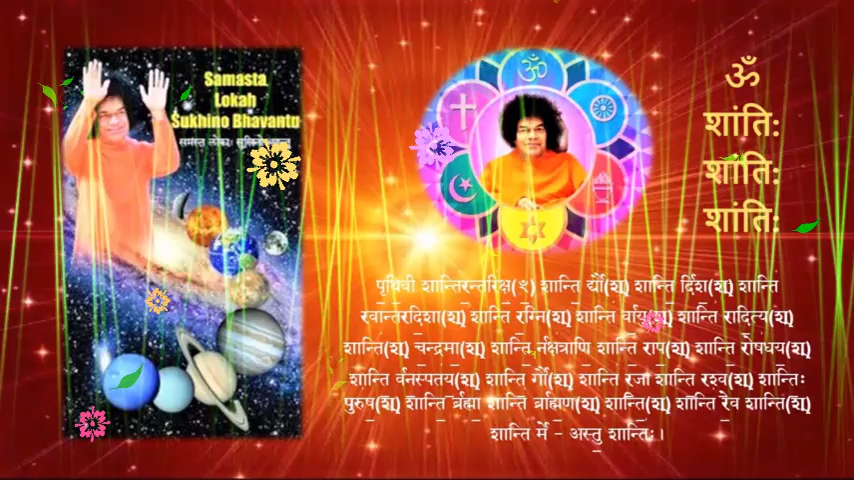 Samasta
Lokah
Sukhino Bhavantu
समस्त लोकाः
ॐ
ॐ
शांतिः
शांतिः
शांतिः
पृथिवी शान्तिरन्तरिक्ष(श्) शान्ति र्द्यौ(श्) शान्ति र्दिश(श्) शान्ति
रवान्तरदिशा(श्) शान्ति रग्नि(श्) शान्ति र्वायु(श्) शान्ति रादित्य(श्)
शान्ति(श्) चन्द्रमा(श्) शान्ति र्नक्षत्राणि शान्ति राप(श्) शान्ति रोषधय(श्)
शान्ति र्वनस्पतय(श्) शान्ति र्गौ(श्) शान्ति रजा शान्ति रश्व(श्) शान्तिः
पुरुष(श्) शान्ति र्ब्रह्मा शान्ति र्ब्राह्मण(श्) शान्ति(श्) शान्ति रेव शान्ति(श्)
शान्ति र्मे - अस्तु शान्तिः।